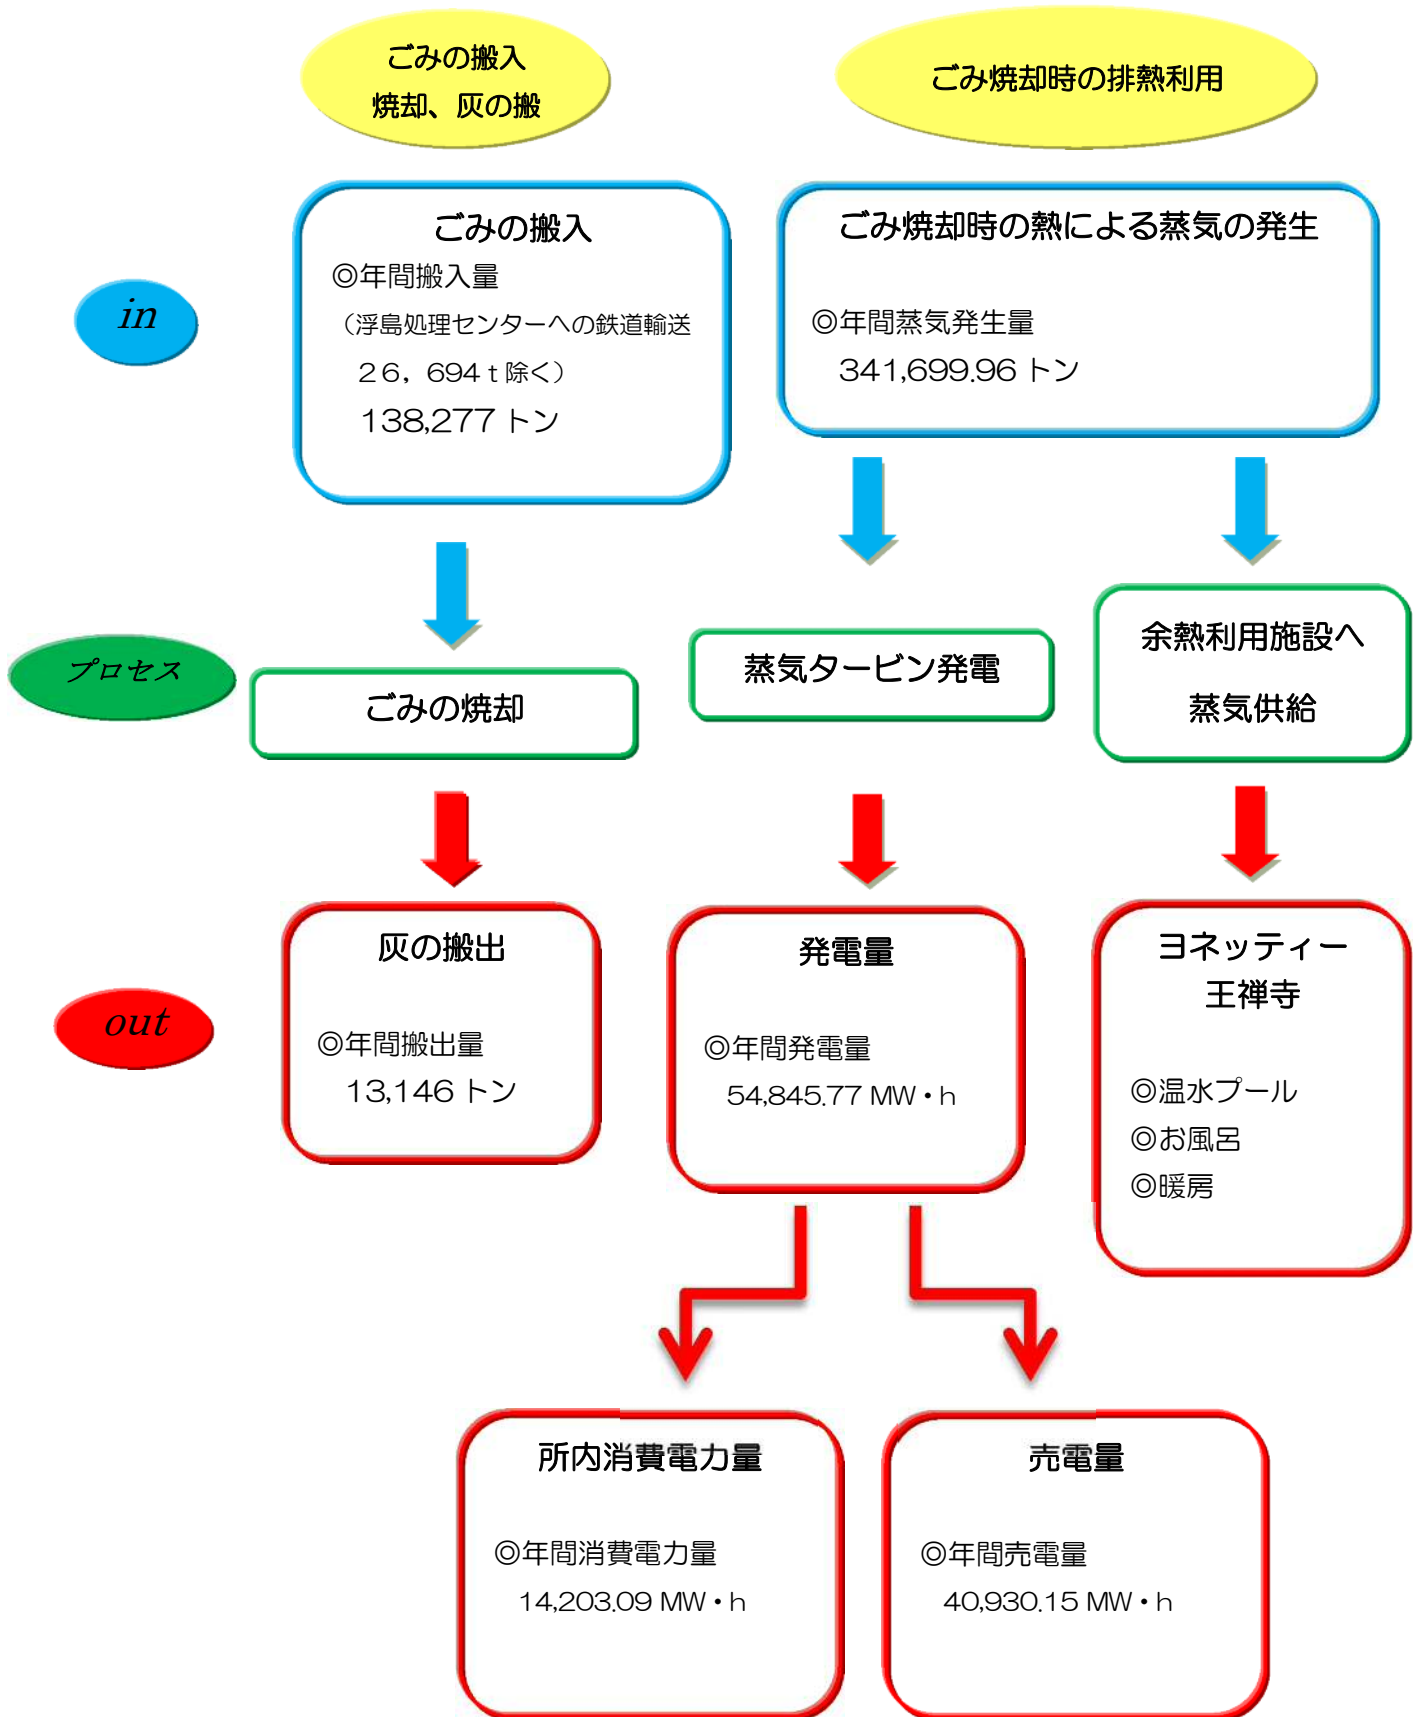 ごみの搬入
焼却、灰の搬
ごみ焼却時の排熱利用
in
ごみの搬入
◎年間搬入量
（浮島処理センターへの鉄道輸送
２６，694ｔ除く）
138,277トン
ごみ焼却時の熱による蒸気の発生
◎年間蒸気発生量
341,699.96トン
プロセス
ごみの焼却
蒸気タービン発電
余熱利用施設へ
蒸気供給
out
灰の搬出
◎年間搬出量
13,146トン
発電量
◎年間発電量
54,845.77 MW・h
ヨネッティー
王禅寺
◎温水プール
◎お風呂
◎暖房
所内消費電力量
◎年間消費電力量
14,203.09 MW・h
売電量
◎年間売電量
40,930.15 MW・h